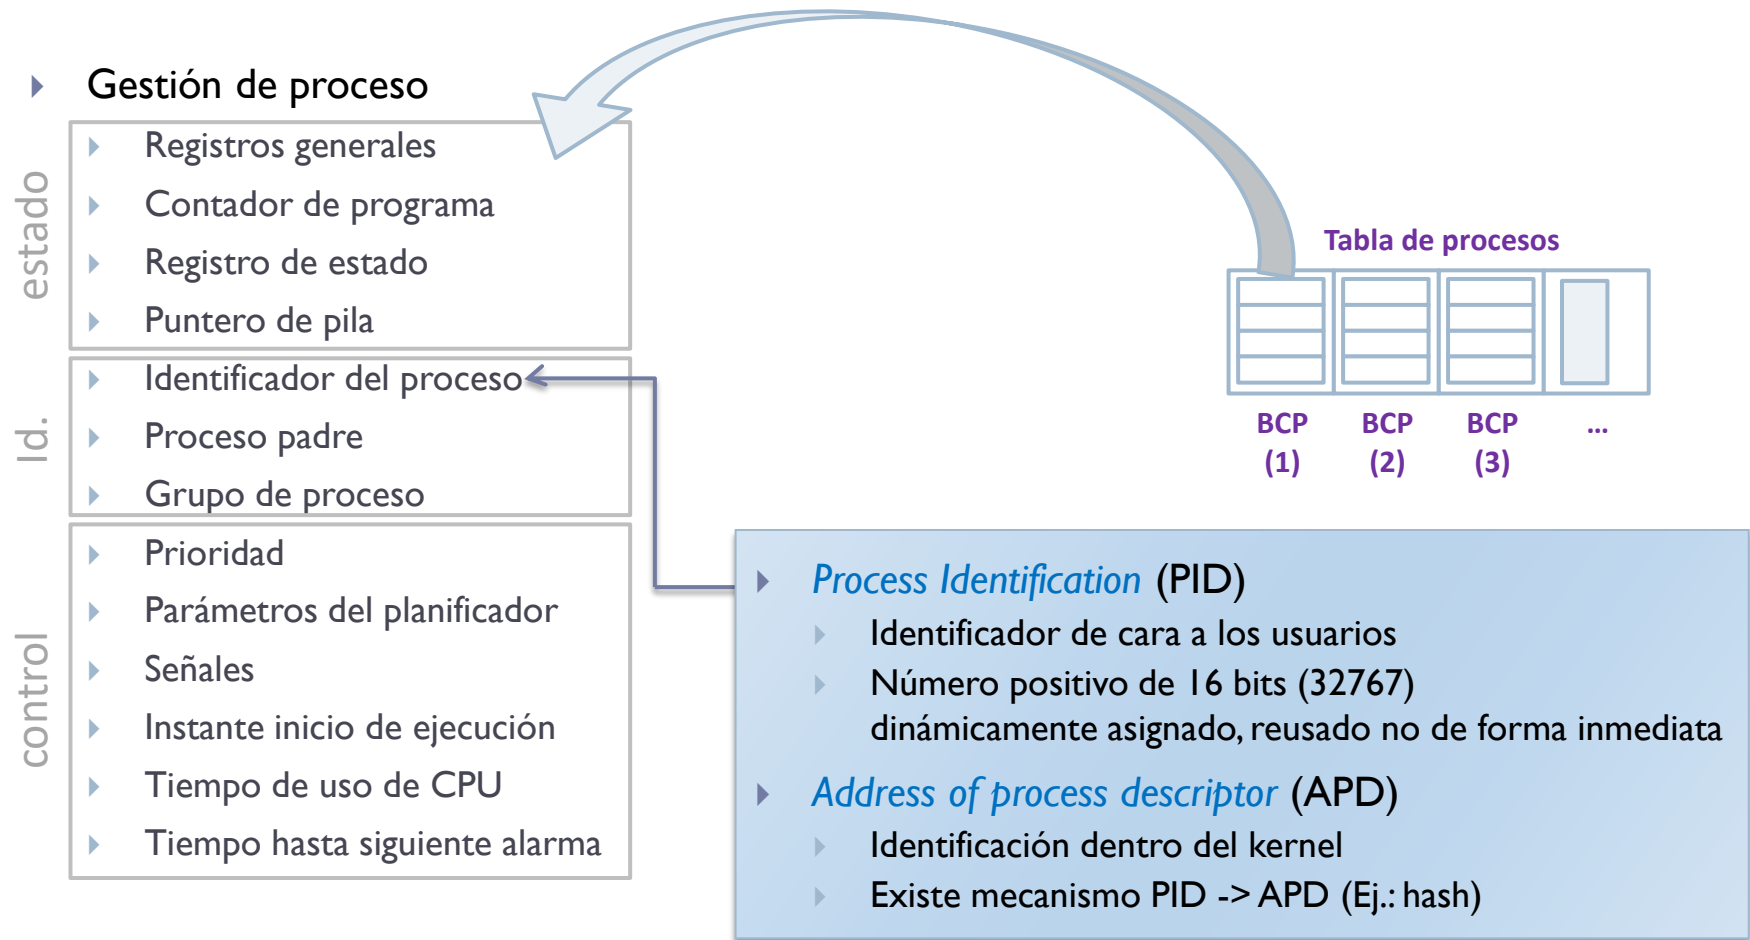 Gestión de proceso
estado
Registros generales
Contador de programa
Registro de estado
Puntero de pila
Id.
Identificador del proceso
Proceso padre
Grupo de proceso
control
Prioridad
Parámetros del planificador
Señales
Instante inicio de ejecución
Tiempo de uso de CPU
Tiempo hasta siguiente alarma
Tabla de procesos
BCP
(1)
BCP
(2)
BCP
(3)
...
Process Identification (PID)
Identificador de cara a los usuarios
Número positivo de 16 bits (32767)
dinámicamente asignado, reusado no de forma inmediata
Address of process descriptor (APD)
Identificación dentro del kernel
Existe mecanismo PID -> APD (Ej.: hash)